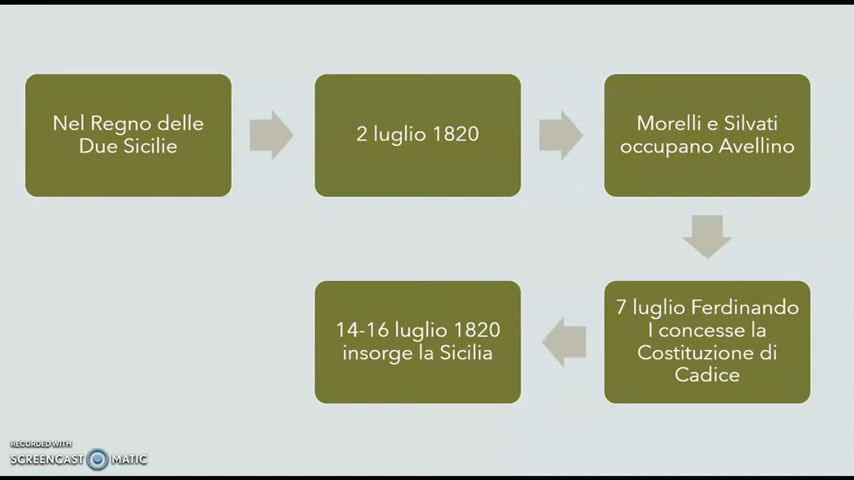 Nel Regno delle
Due Sicilie
2 luglio 1820
Morelli e Silvati
occupano Avellino
7 luglio Ferdinando
I concesse la
Costituzione di
Cadice
14-16 luglio 1820
insorge la Sicilia
RECORDED WITH
SCREENCAST MATIC